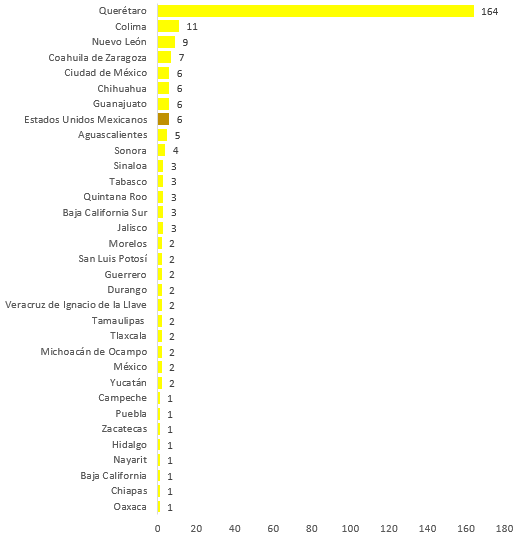 Querétaro 164
Colima 11
Nuevo León 9
Coahuila de Zaragoza 7
Ciudad de México 6
Chihuahua 6
Guanajuato 6
Estados Unidos Mexicanos 6
Aguascalientes 5
Sonora 4
Sinaloa 3
Tabasco 3
Quintana Roo 3
Baja California Sur 3
Jalisco 3
Morelos 2
San Luis Potosí 2
Guerrero 2
Durango 2
Veracruz de Ignacio de la Llave 2
Tamaulipas 2
Tlaxcala 2
Michoacán de Ocampo 2
México 2
Yucatán 2
Campeche 1
Puebla 1
Zacatecas 1
Hidalgo 1
Nayarit 1
Baja California 1
Chiapas 1
Oaxaca 1
0 20 40 60 80 100 120 140 160 180